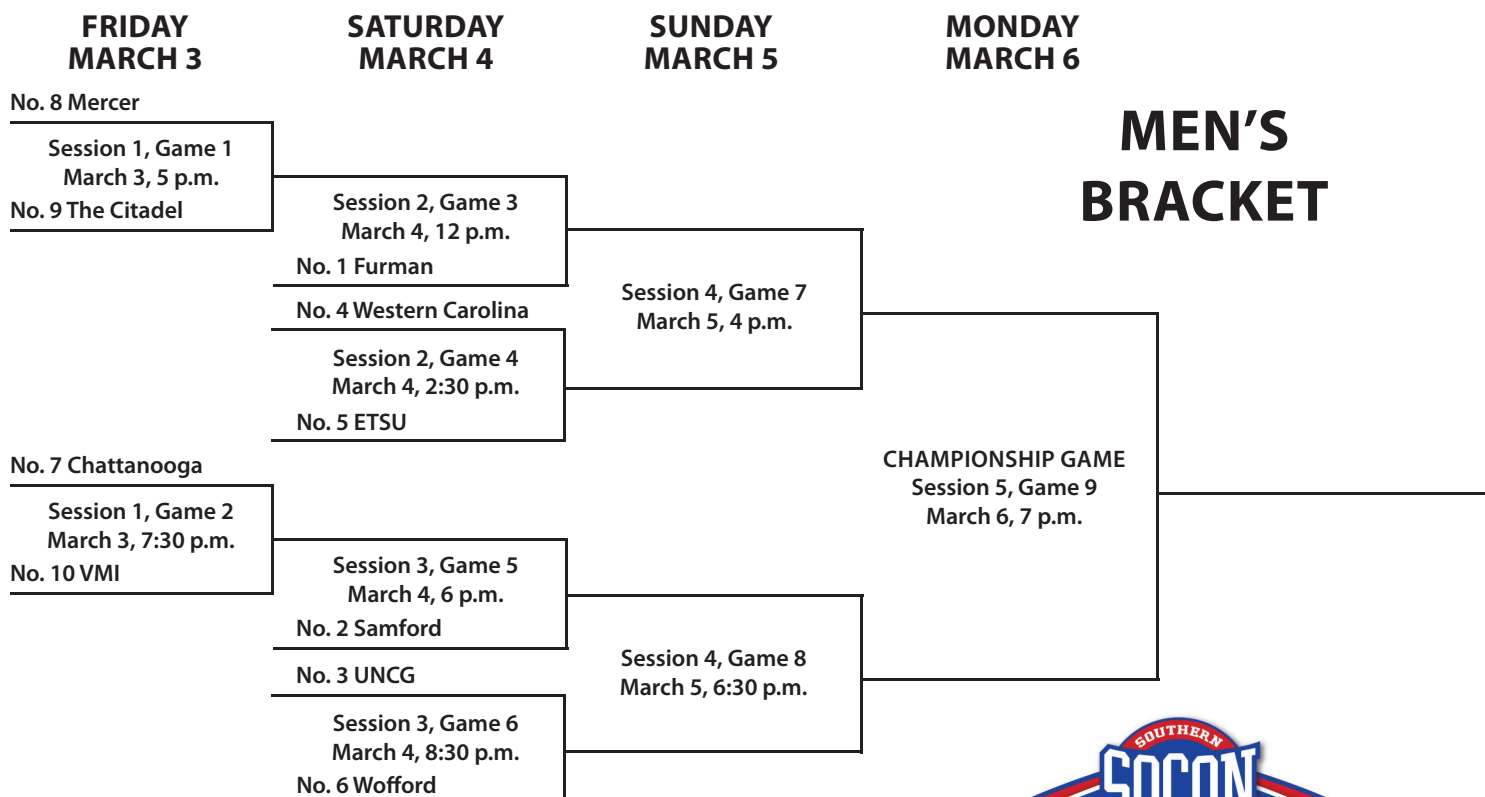 FRIDAY
MARCH 3
SATURDAY
MARCH 4
SUNDAY
MARCH 5
MONDAY
MARCH 6
MEN’S
BRACKET
No. 8 Mercer
Session 1, Game 1
March 3, 5 p.m.
No. 9 The Citadel
Session 2, Game 3
March 4, 12 p.m.
No. 1 Furman
No. 4 Western Carolina
Session 2, Game 4
March 4, 2:30 p.m.
No. 5 ETSU
Session 4, Game 7
March 5, 4 p.m.
No. 7 Chattanooga
Session 1, Game 2
March 3, 7:30 p.m.
No. 10 VMI
Session 3, Game 5
March 4, 6 p.m.
No. 2 Samford
No. 3 UNCG
Session 3, Game 6
March 4, 8:30 p.m.
No. 6 Wofford
Session 4, Game 8
March 5, 6:30 p.m.
CHAMPIONSHIP GAME
Session 5, Game 9
March 6, 7 p.m.
SOUTHERN
SOCON